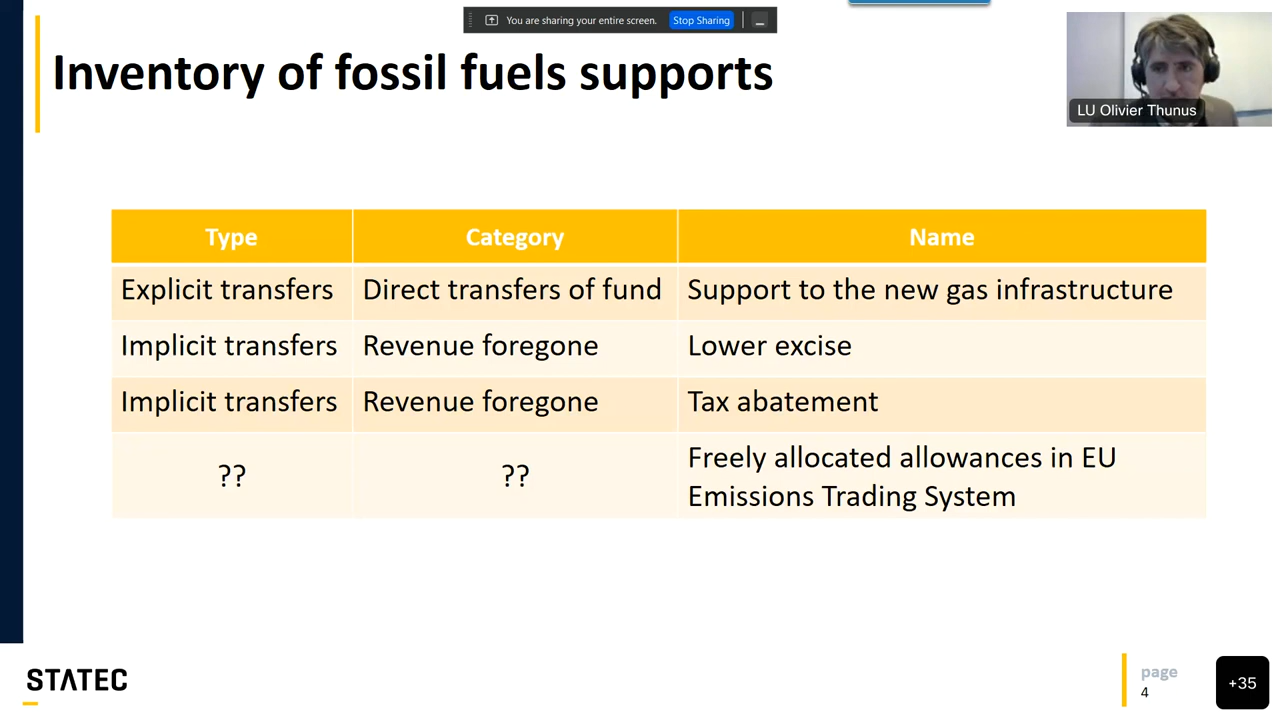 You are sharing your entire screen. Stop Sharing
Inventory of fossil fuels supports
LU Olivier Thunus
Type Category Name
Explicit transfers Direct transfers of fund Support to the new gas infrastructure
Implicit transfers Revenue foregone Lower excise
Implicit transfers Revenue foregone Tax abatement
?? ?? Freely allocated allowances in EU
Emissions Trading System
STATEC
page
4
+35